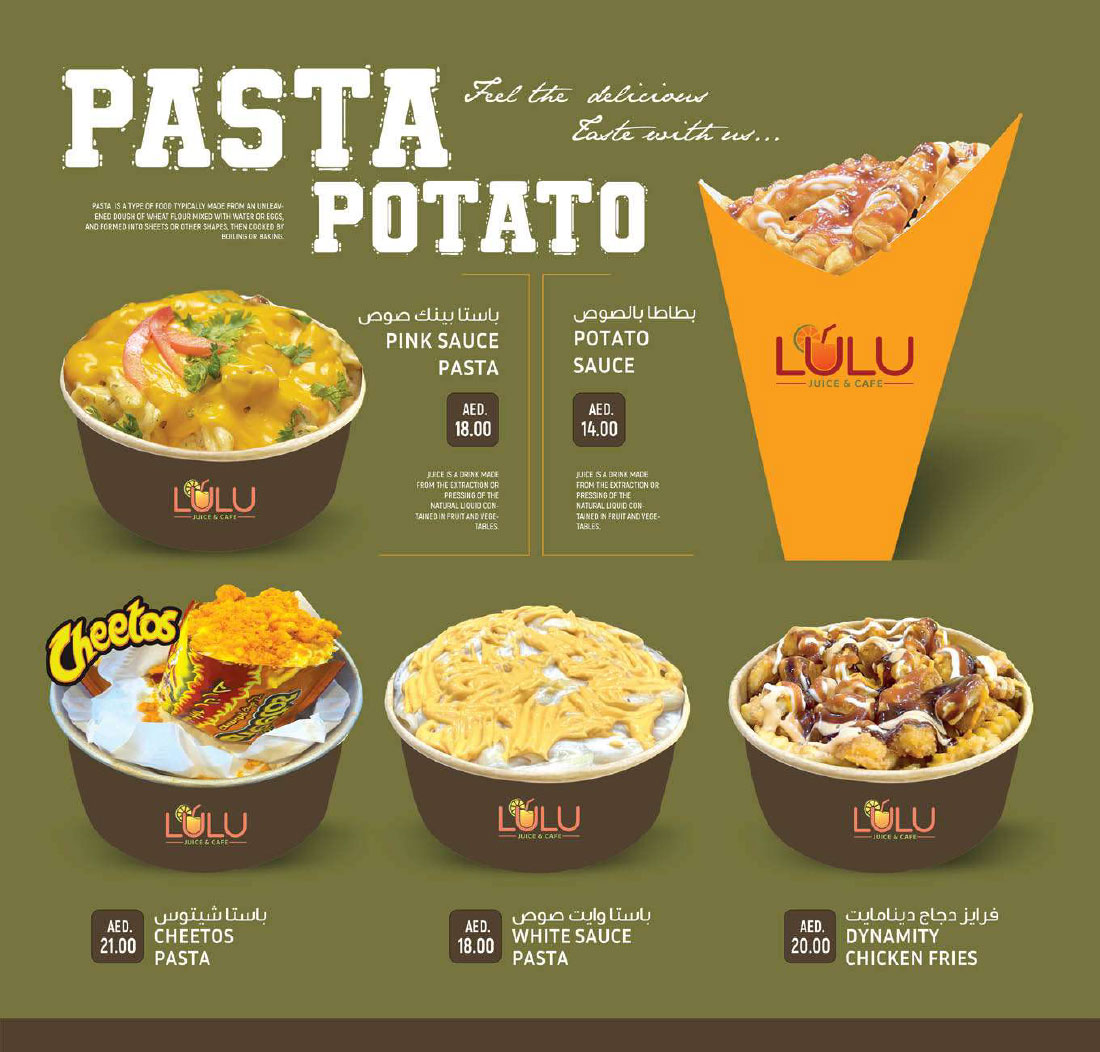 PASTA
Feel the delicious
Taste with us...
POTATO
PASTA IS A TYPE OF FOOD TYPICALLY MADE FROM AN UNLEAV-
ENED DOUGH OF WHEAT FLOUR MIXED WITH WATER OR EGGS,
AND FORMED INTO SHEETS OR OTHER SHAPES, THEN COOKED BY
BOILING OR BAKING.
باستا بينك صوص
PINK SAUCE
PASTA
AED.
18.00
JUICE IS A DRINK MADE
FROM THE EXTRACTION OR
PRESSING OF THE
NATURAL LIQUID CON-
TAINED IN FRUIT AND VEGE-
TABLES.
بطاطا بالصوص
POTATO
SAUCE
AED.
14.00
JUICE IS A DRINK MADE
FROM THE EXTRACTION OR
PRESSING OF THE
NATURAL LIQUID CON-
TAINED IN FRUIT AND VEGE-
TABLES.
LULU
JUICE & CAFE
LULU
JUICE & CAFE
Cheetos
LULU
JUICE & CAFE
LULU
JUICE & CAFE
LULU
JUICE & CAFE
AED.
21.00
باستا شيتوس
CHEETOS
PASTA
AED.
18.00
باستا وايت صوص
WHITE SAUCE
PASTA
AED.
20.00
فرايز دجاج دينامايت
DYNAMITY
CHICKEN FRIES